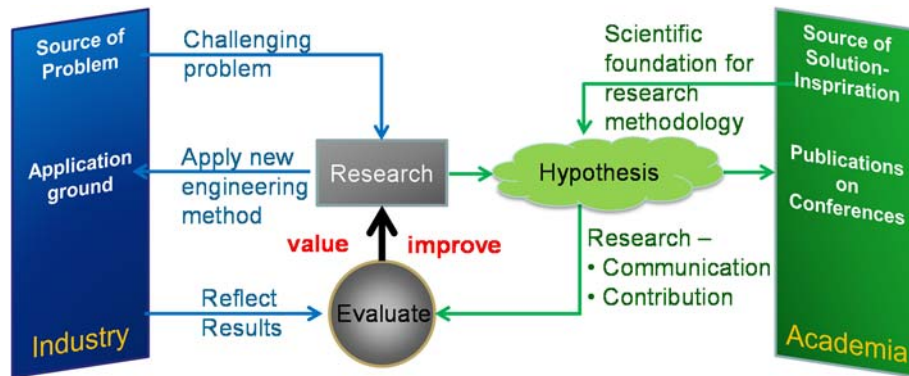 Source of
Problem
Challenging
problem
Scientific
foundation for
research
methodology
Source of
Solution-
Inspriration
Application
ground
Apply new
engineering
method
Research
Hypothesis
Publications
on
Conferences
value improve
Research –
• Communication
• Contribution
Reflect
Results
Evaluate
Industry
Academia